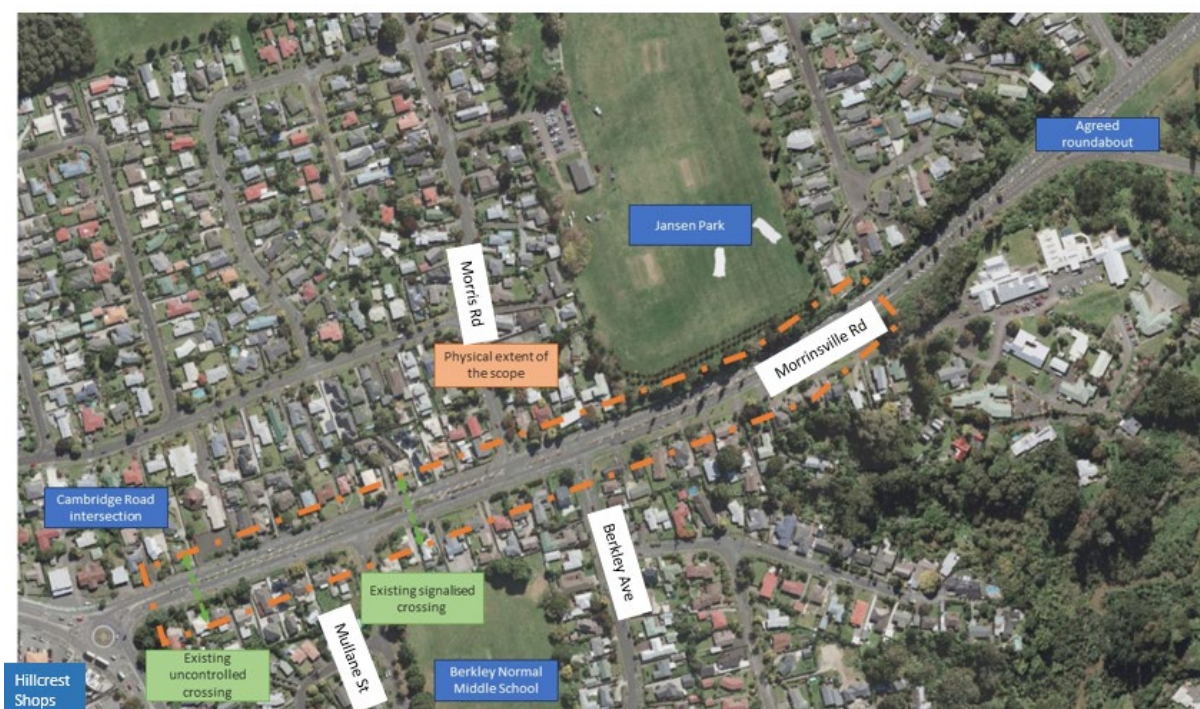 Agreed
roundabout
Jansen Park
Morris Rd
Morrinsville Rd
Physical extent of
the scope
Cambridge Road
intersection
Existing signalised
crossing
Berkley Ave
Mullane St
Existing
uncontrolled
crossing
Berkley Normal
Middle School
Hillcrest
Shops